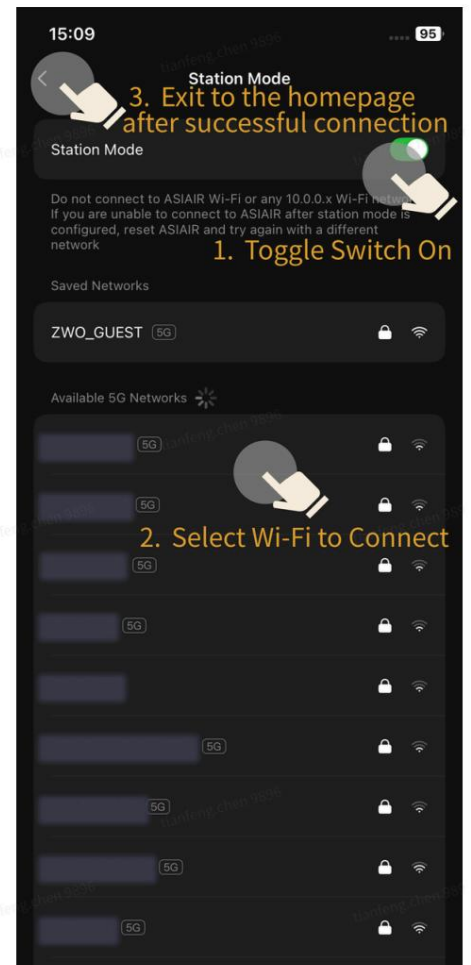 15:09
95
Station Mode
3. Exit to the homepage
after successful connection
Station Mode
Do not connect to ASIAIR Wi-Fi or any 10.0.0.x Wi-Fi network
If you are unable to connect to ASIAIR after station mode is
configured, reset ASIAIR and try again with a different
network
1. Toggle Switch On
Saved Networks
ZWO_GUEST 5G
Available 5G Networks
5G
5G
2. Select Wi-Fi to Connect
5G
5G
5G
5G
5G
5G
tianfeng.chen 9896